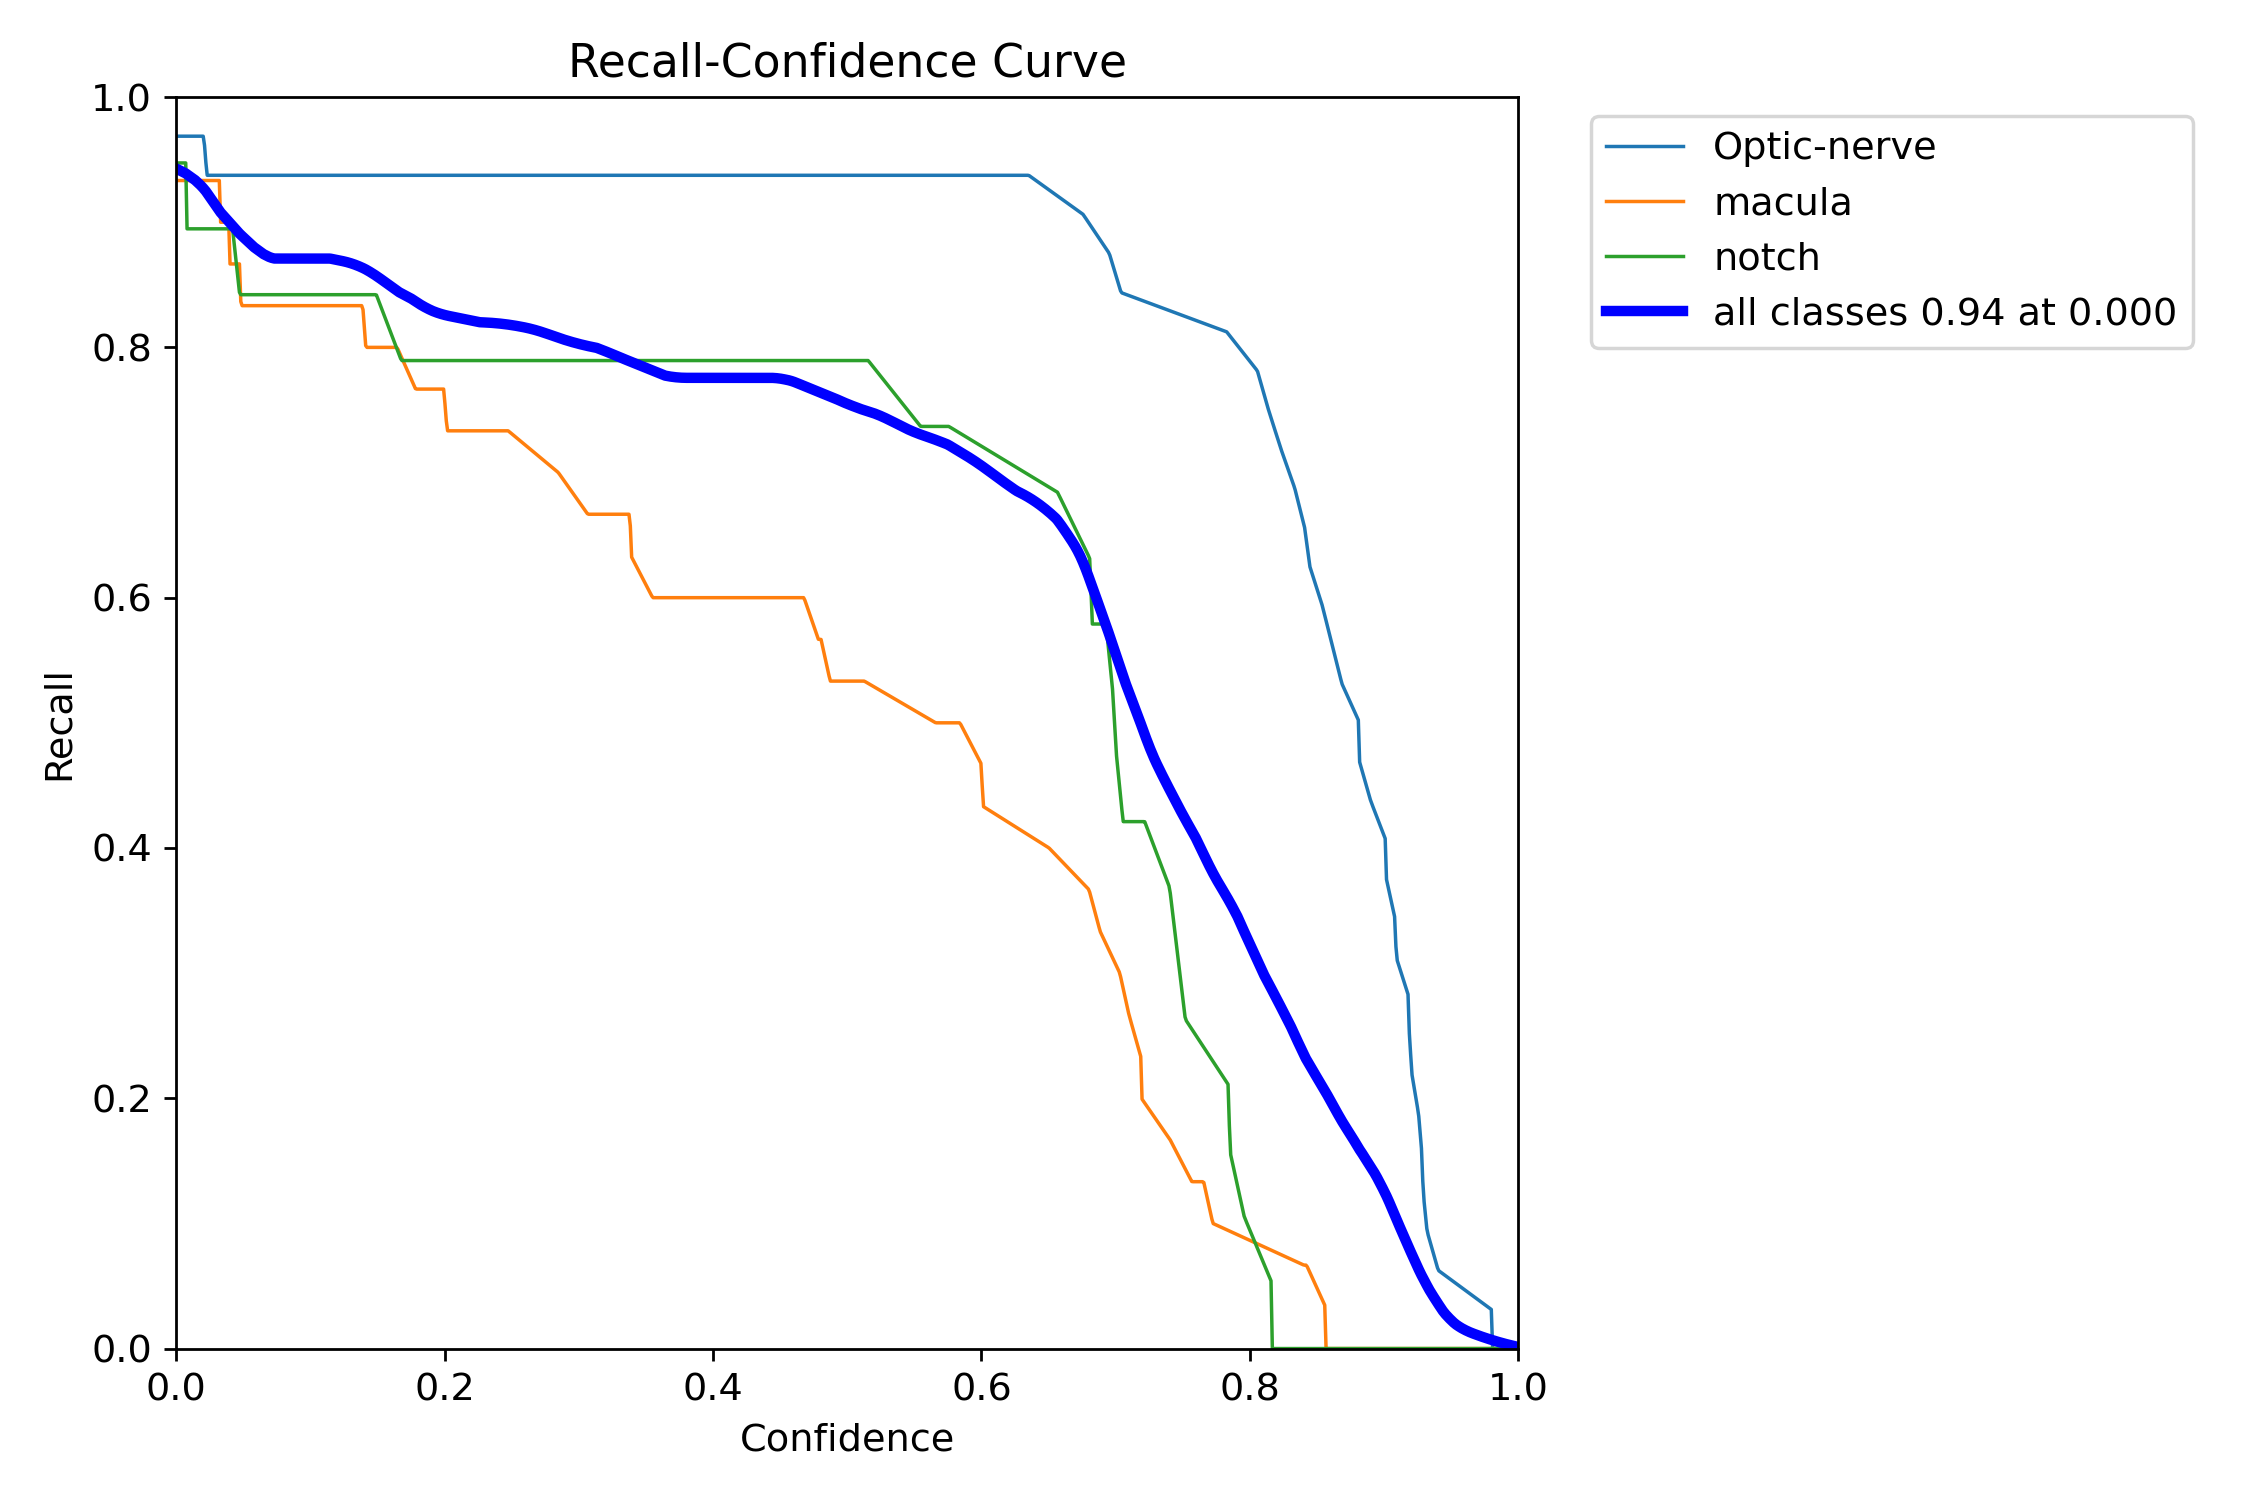 Recall-Confidence Curve
1.0
0.8
0.6
0.4
0.2
0.0
Recall
0.0 0.2 0.4 0.6 0.8 1.0
Confidence
Optic-nerve
macula
notch
all classes 0.94 at 0.000